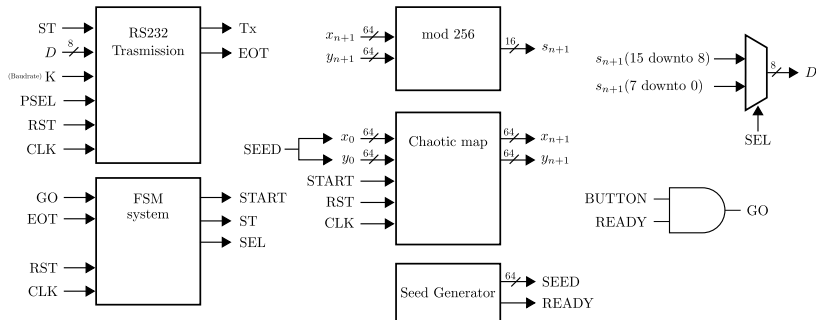 ST
D
8
(Baudrate) K
PSEL
RST
CLK
RS232
Trasmission
Tx
EOT
GO
EOT
RST
CLK
FSM
system
START
ST
SEL
x_{n+1}
64
y_{n+1}
64
mod 256
16
s_{n+1}
SEED
x_0
64
y_0
64
START
RST
CLK
Chaotic map
64
x_{n+1}
64
y_{n+1}
Seed Generator
64
SEED
READY
s_{n+1}(15 downto 8)
s_{n+1}(7 downto 0)
8
D
SEL
BUTTON
READY
GO